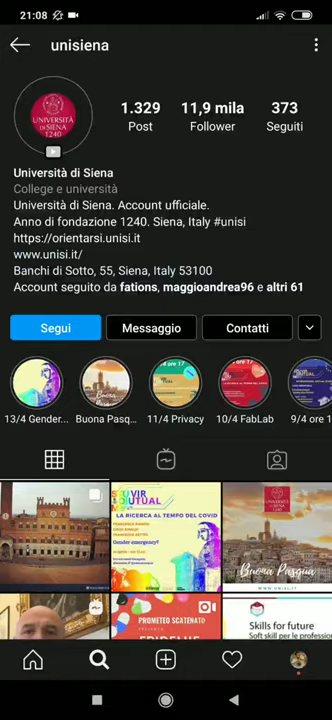 21:08
unisiena
UNIVERSITÀ
DI SIENA
1240
1.329
11,9 mila
373
Post
Follower
Seguiti
Università di Siena
College e università
Università di Siena. Account ufficiale.
Anno di fondazione 1240. Siena, Italy #unisi
https://orientarsi.unisi.it
www.unisi.it/
Banchi di Sotto, 55, Siena, Italy 53100
Account seguito da fations, maggioandrea96 e altri 61
Segui
Messaggio
Contatti
13/4 Gender...
Buona Pasq...
11/4 Privacy
10/4 FabLab
9/4 ore 1
LA RICERCA AL TEMPO DEL COVID
Gender emergency?
Buona Pasqua
WWW.UNISI.IT
PROMETEO SCATENATO
Skills for future
Soft skill per le professio